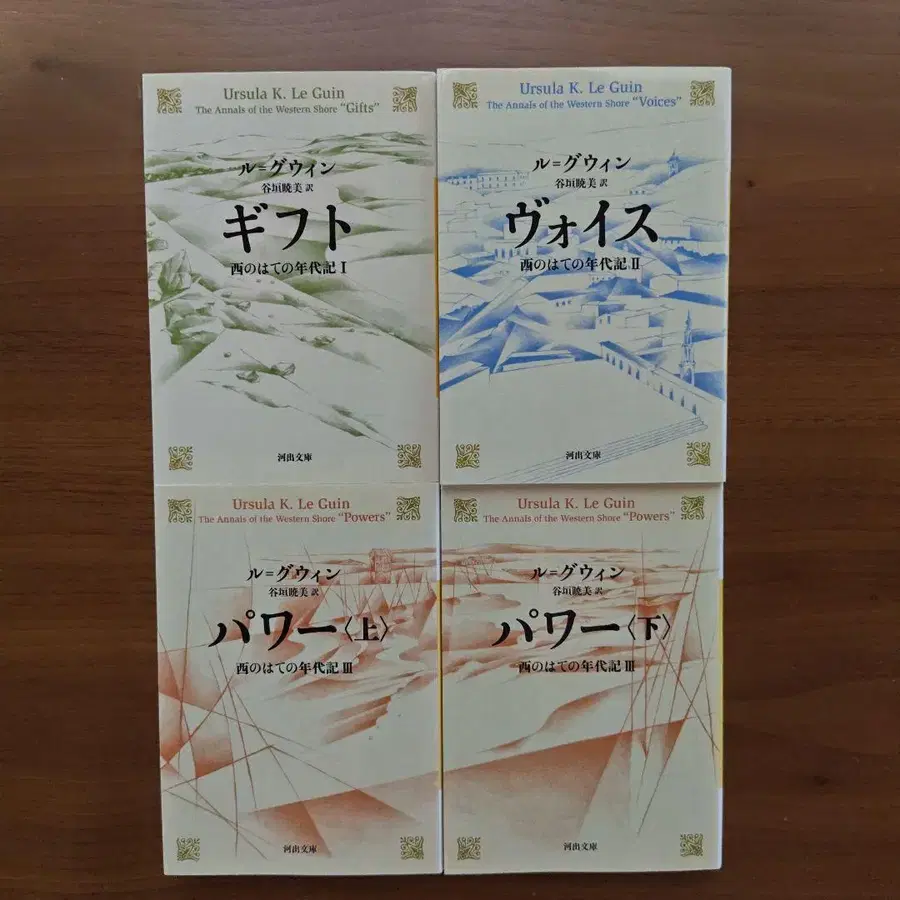 Ursula K. Le Guin
The Annals of the Western Shore "Gifts"
ル=グウィン
谷垣暁美 訳
ギフト
西のはての年代記 I
河出文庫
Ursula K. Le Guin
The Annals of the Western Shore "Voices"
ル=グウィン
谷垣暁美 訳
ヴォイス
西のはての年代記 II
河出文庫
Ursula K. Le Guin
The Annals of the Western Shore "Powers"
ル=グウィン
谷垣暁美 訳
パワー〈上〉
西のはての年代記 III
河出文庫
Ursula K. Le Guin
The Annals of the Western Shore "Powers"
ル=グウィン
谷垣暁美 訳
パワー〈下〉
西のはての年代記 III
河出文庫